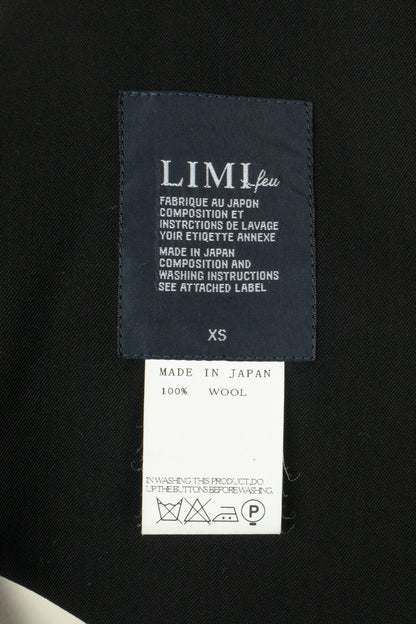 LIMI feu
FABRIQUE AU JAPON
COMPOSITION ET
INSTRCTIONS DE LAVAGE
YOIR ETIQETTE ANNEXE
MADE IN JAPAN
COMPOSITION AND
WASHING INSTRUCTIONS
SEE ATTACHED LABEL
XS
MADE IN JAPAN
100% WOOL
IN WASHING THIS PRODUCT,DO
UP THE BUTTONS BEFORE WASHING.
P